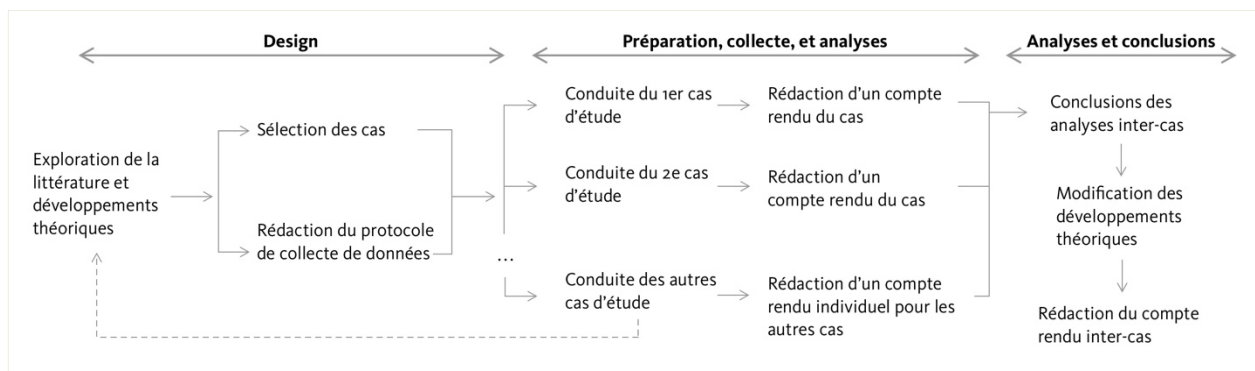 Design
Préparation, collecte, et analyses
Analyses et conclusions
Exploration de la
littérature et
développements
théoriques
Sélection des cas
Rédaction du protocole
de collecte de données
...
Conduite du 1er cas
d'étude
Rédaction d'un compte
rendu du cas
Conduite du 2e cas
d'étude
Rédaction d'un
compte rendu du cas
Conduite des autres
cas d'étude
Rédaction d'un compte
rendu individuel pour les
autres cas
Conclusions des
analyses inter-cas
Modification des
développements
théoriques
Rédaction du compte
rendu inter-cas